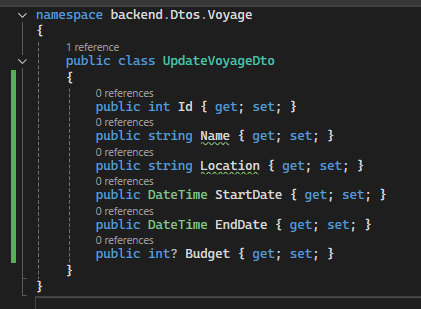 namespace backend.Dtos.Voyage
{
1 reference
public class UpdateVoyageDto
{
0 references
public int Id { get; set; }
0 references
public string Name { get; set; }
0 references
public string Location { get; set; }
0 references
public DateTime StartDate { get; set; }
0 references
public DateTime EndDate { get; set; }
0 references
public int? Budget { get; set; }
}
}